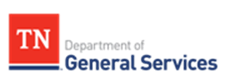 TN
Department of
General Services